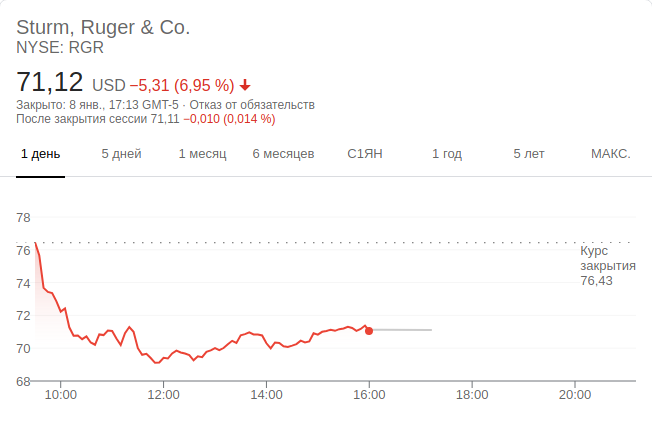 Sturm, Ruger & Co.
NYSE: RGR
71,12 USD −5,31 (6,95 %)
Закрыто: 8 янв., 17:13 GMT-5 · Отказ от обязательств
После закрытия сессии 71,11 −0,010 (0,014 %)
1 день 5 дней 1 месяц 6 месяцев С1ЯН 1 год 5 лет МАКС.
78
76
74
72
70
68
Курс
закрытия
76,43
10:00 12:00 14:00 16:00 18:00 20:00